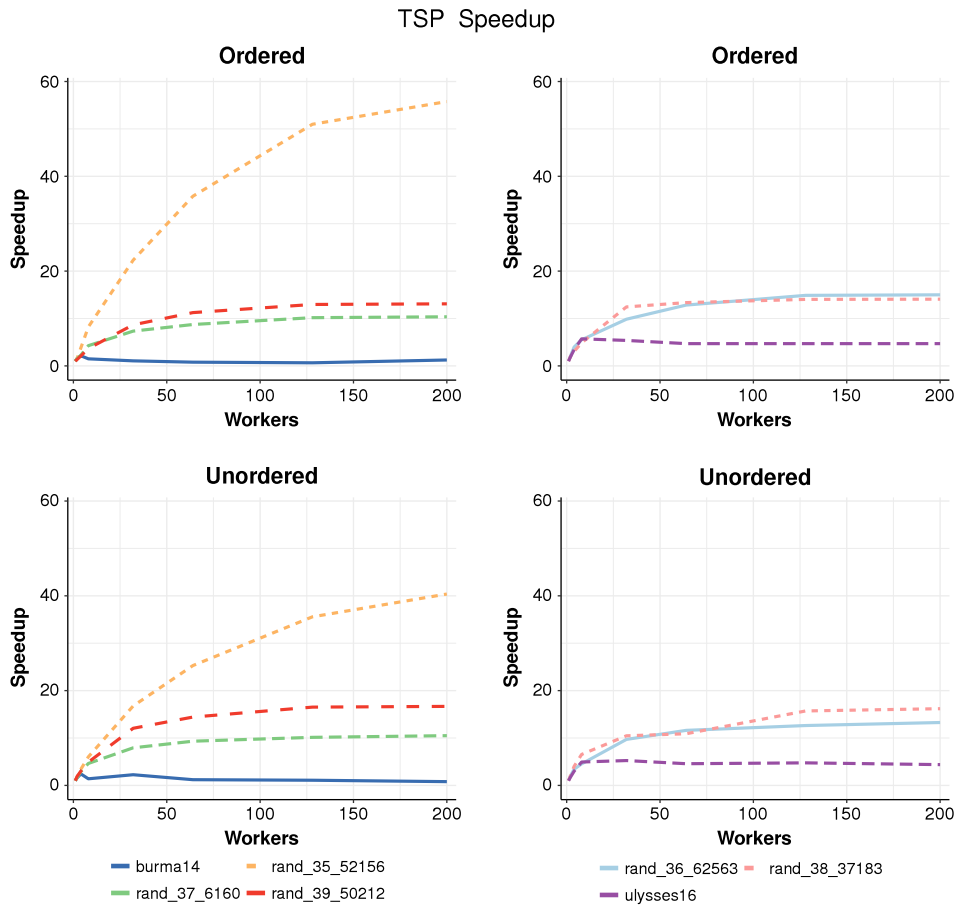 TSP Speedup
Ordered
Ordered
60
40
20
0
Speedup
0 50 100 150 200
Workers
60
40
20
0
Speedup
0 50 100 150 200
Workers
Unordered
Unordered
60
40
20
0
Speedup
0 50 100 150 200
Workers
60
40
20
0
Speedup
0 50 100 150 200
Workers
burma14 rand_35_52156
rand_37_6160 rand_39_50212
rand_36_62563 rand_38_37183
ulysses16